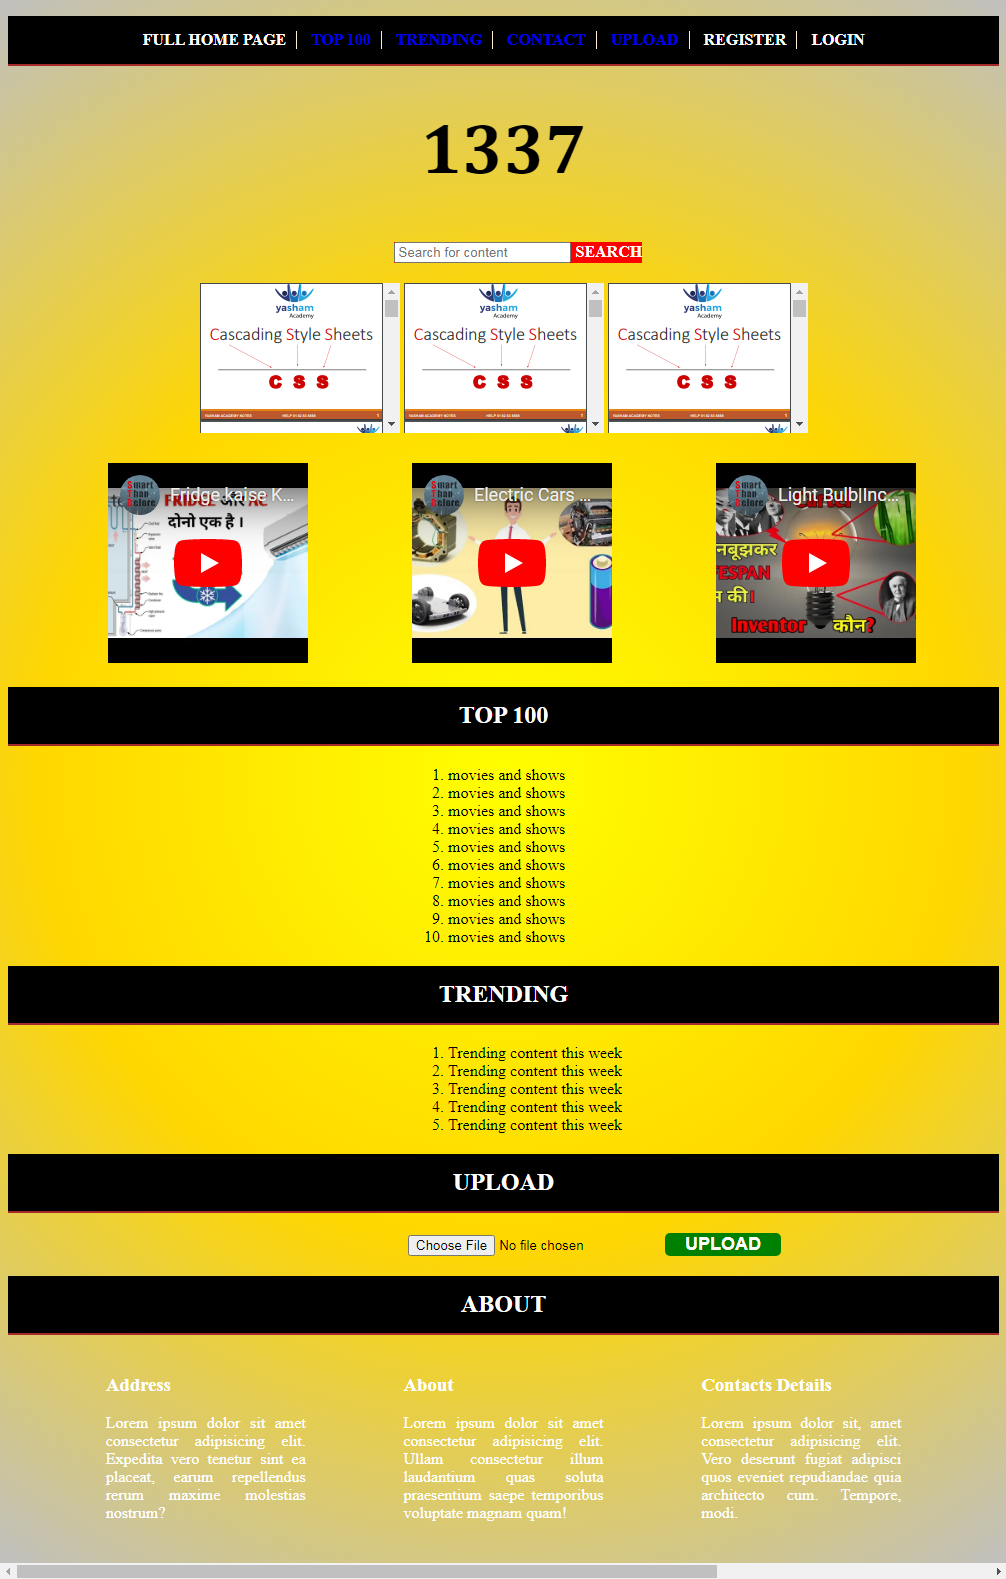 FULL HOME PAGE TOP 100 TRENDING CONTACT UPLOAD REGISTER LOGIN
1337
Search for content SEARCH
yasham yasham yasham
Academy Academy Academy
Cascading Style Sheets Cascading Style Sheets Cascading Style Sheets
C S S C S S C S S
YASHAM ACADEMY NOTES YASHAM ACADEMY NOTES YASHAM ACADEMY NOTES
Fridge kaise K... Electric Cars ... Light Bulb|Inc...
Smart Smart Smart
Than Than Than
Before Before Before
FRIDGE और AC
दोनो एक है ।
की।
Inventor कौन?
TOP 100
1. movies and shows
2. movies and shows
3. movies and shows
4. movies and shows
5. movies and shows
6. movies and shows
7. movies and shows
8. movies and shows
9. movies and shows
10. movies and shows
TRENDING
1. Trending content this week
2. Trending content this week
3. Trending content this week
4. Trending content this week
5. Trending content this week
UPLOAD
Choose File No file chosen UPLOAD
ABOUT
Address
Lorem ipsum dolor sit amet
consectetur adipisicing elit.
Expedita vero tenetur sint ea
placeat, earum repellendus
rerum maxime molestias
nostrum?
About
Lorem ipsum dolor sit amet
consectetur adipisicing elit.
Ullam consectetur illum
laudantium quas soluta
praesentium saepe temporibus
voluptate magnam quam!
Contacts Details
Lorem ipsum dolor sit, amet
consectetur adipisicing elit.
Vero deserunt fugiat adipisci
quos eveniet repudiandae quia
architecto cum. Tempore,
modi.